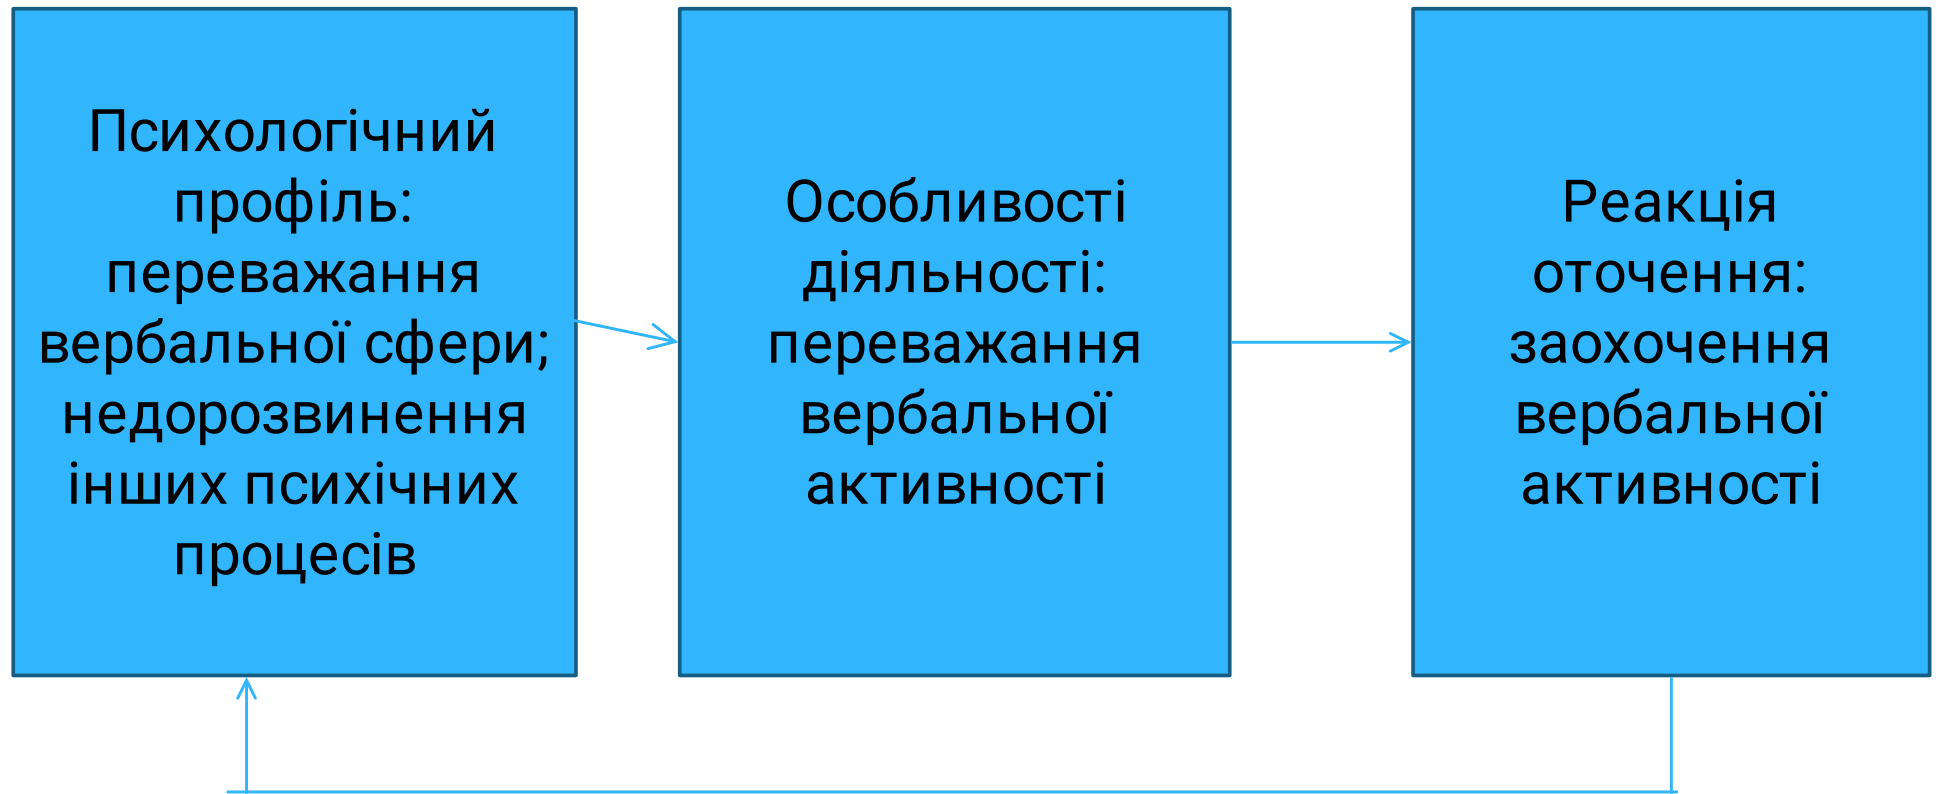 Психологічний
профіль:
переважання
вербальної сфери;
недорозвинення
інших психічних
процесів
Особливості
діяльності:
переважання
вербальної
активності
Реакція
оточення:
заохочення
вербальної
активності